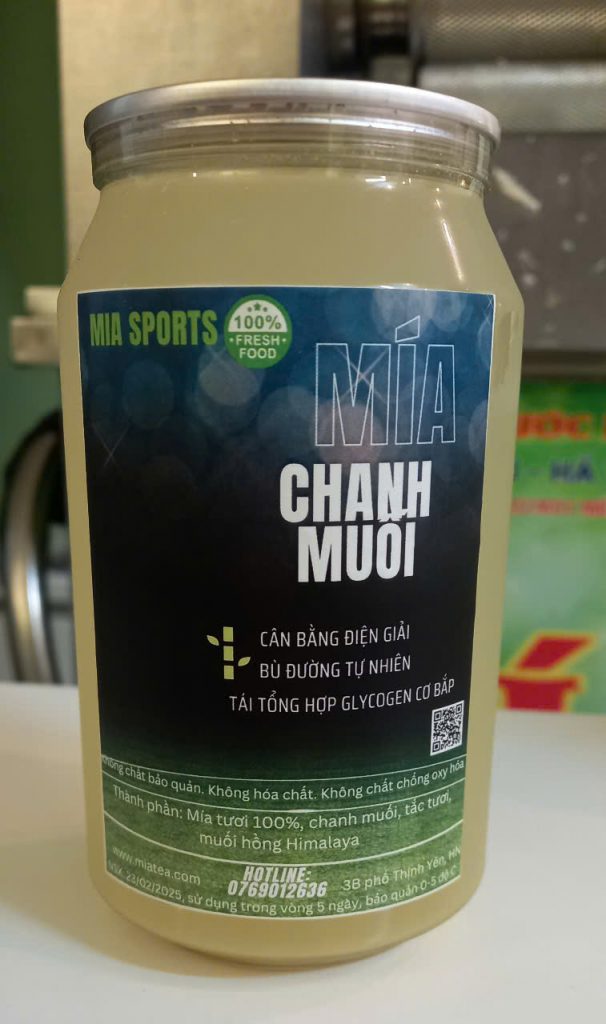 MIA SPORTS
100%
FRESH
FOOD
MÍA
CHANH
MUỐI
CÂN BẰNG ĐIỆN GIẢI
BÙ ĐƯỜNG TỰ NHIÊN
TÁI TỔNG HỢP GLYCOGEN CƠ BẮP
Không chất bảo quản. Không hóa chất. Không chất chống oxy hóa
Thành phần: Mía tươi 100%, chanh muối, tắc tươi,
muối hồng Himalaya
www.miatea.com
HOTLINE:
0769012636
3B phố Thịnh Yên, HN
23/02/2025, sử dụng trong vòng 5 ngày, bảo quản 0-5 độ C
HÀ